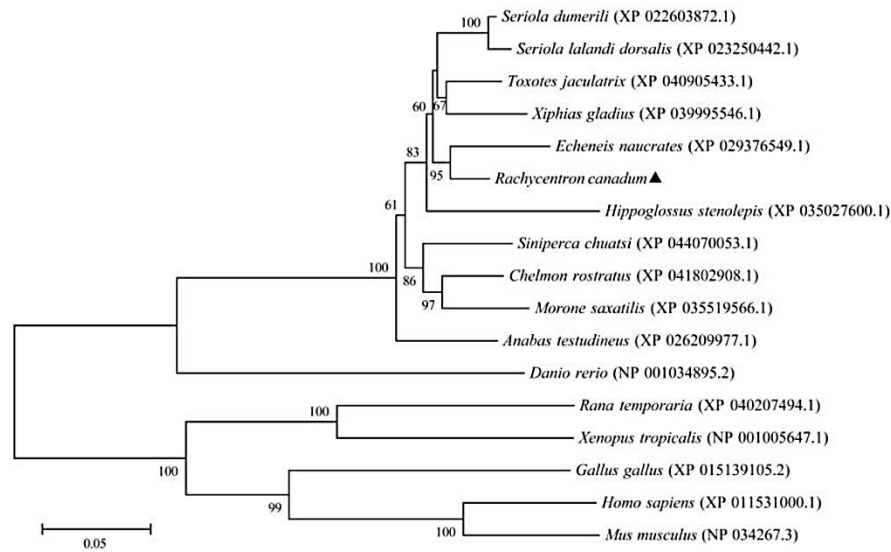 100
Seriola dumerili (XP 022603872.1)
Seriola lalandi dorsalis (XP 023250442.1)
Toxotes jaculatrix (XP 040905433.1)
60
67
Xiphias gladius (XP 039995546.1)
Echeneis naucrates (XP 029376549.1)
83
95
Rachycentron canadum▲
61
Hippoglossus stenolepis (XP 035027600.1)
Siniperca chuatsi (XP 044070053.1)
100
86
Chelmon rostratus (XP 041802908.1)
97
Morone saxatilis (XP 035519566.1)
Anabas testudineus (XP 026209977.1)
Danio rerio (NP 001034895.2)
100
Rana temporaria (XP 040207494.1)
Xenopus tropicalis (NP 001005647.1)
100
Gallus gallus (XP 015139105.2)
99
Homo sapiens (XP 011531000.1)
100
Mus musculus (NP 034267.3)
0.05